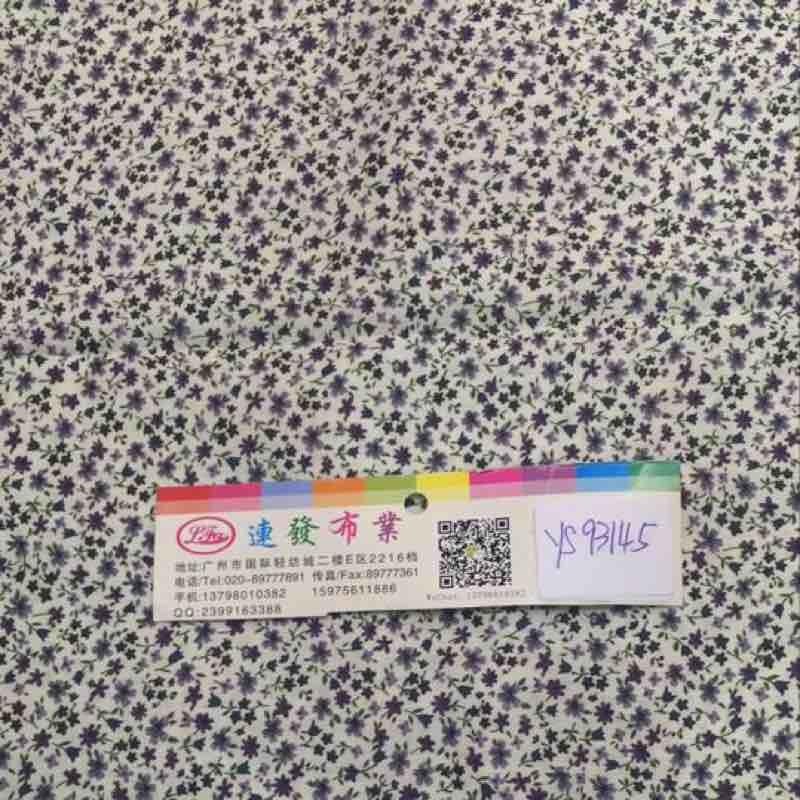 連發布業
地址:广州市国际轻纺城二楼E区2216档
电话/Tel:020-89777891 传真/Fax:89777361
手机:13798010382 15975611886
QQ:2399163388
YS93145